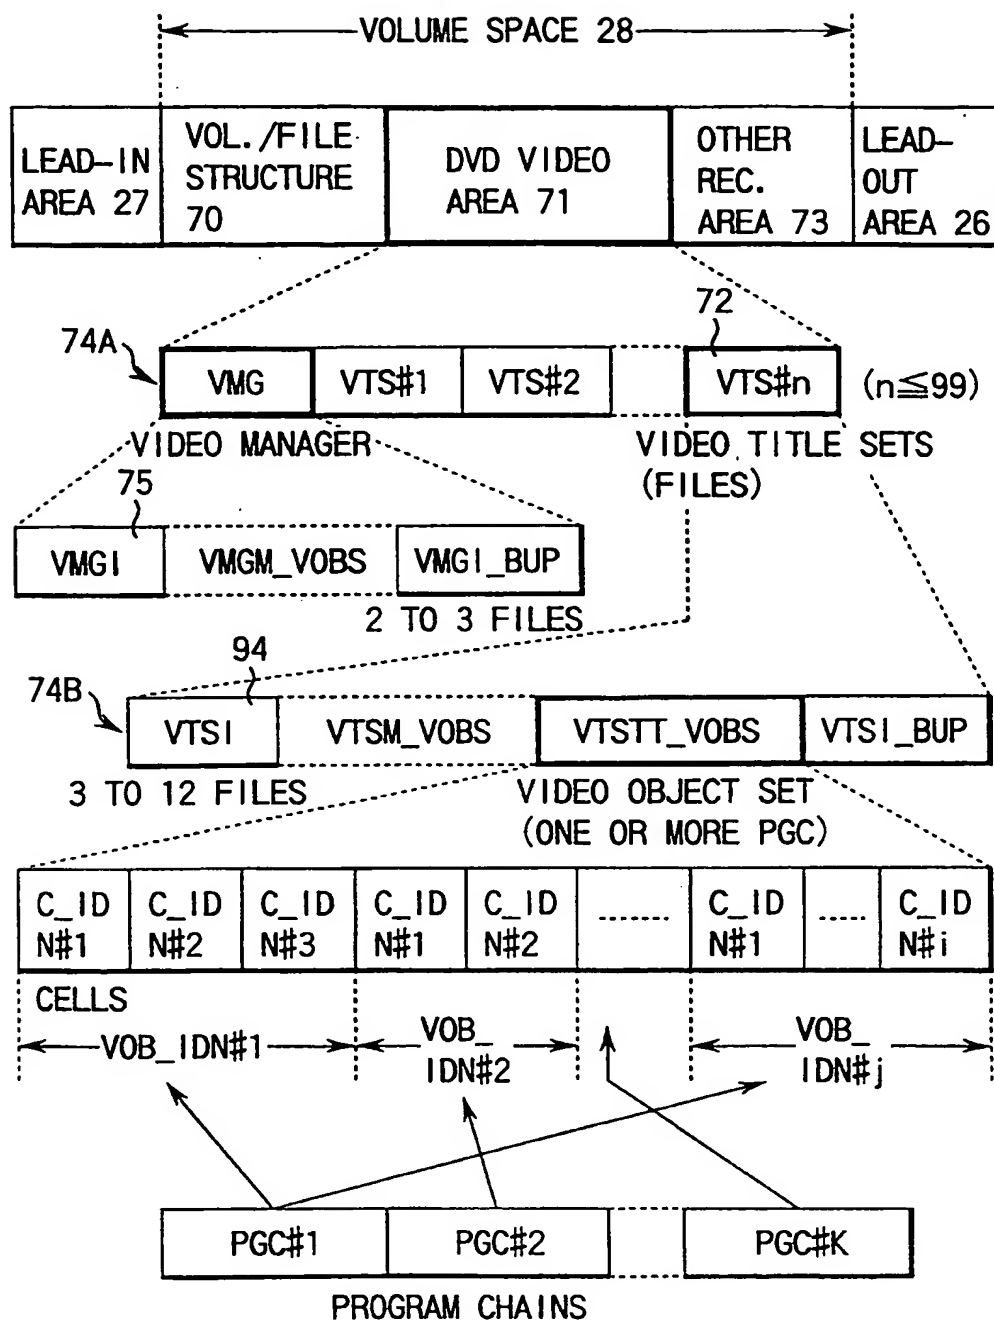 VOLUME SPACE 28
LEAD-IN
AREA 27
VOL./FILE
STRUCTURE
70
DVD VIDEO
AREA 71
OTHER
REC.
AREA 73
LEAD-
OUT
AREA 26
72
74A
VMG
VTS#1
VTS#2
VTS#n
(n≦99)
VIDEO MANAGER
VIDEO TITLE SETS
(FILES)
75
VMGI
VMGM_VOBS
VMGI_BUP
2 TO 3 FILES
94
74B
VTSI
VTSM_VOBS
VTSTT_VOBS
VTSI_BUP
3 TO 12 FILES
VIDEO OBJECT SET
(ONE OR MORE PGC)
C_ID
N#1
C_ID
N#2
C_ID
N#3
C_ID
N#1
C_ID
N#2
C_ID
N#1
C_ID
N#i
CELLS
VOB_IDN#1
VOB_
IDN#2
VOB_
IDN#j
PGC#1
PGC#2
PGC#K
PROGRAM CHAINS